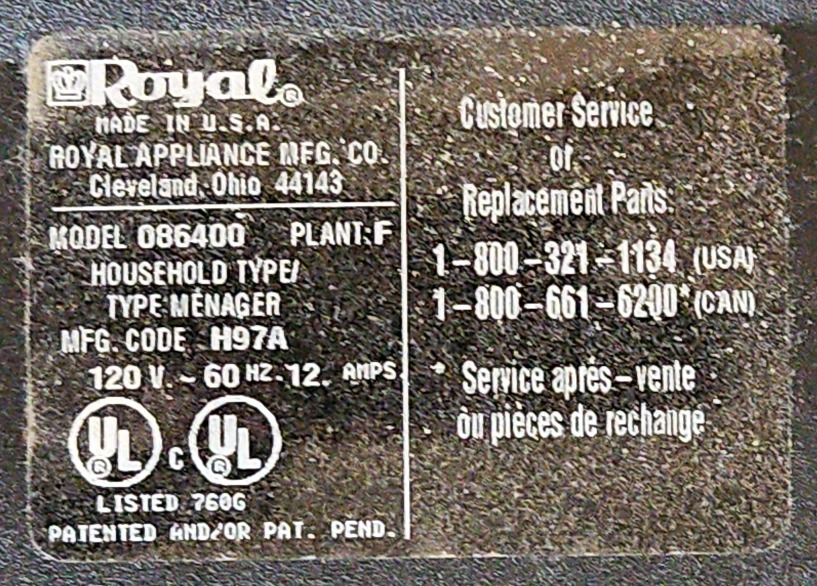 Royal®
MADE IN U.S.A.
ROYAL APPLIANCE MFG. CO.
Cleveland, Ohio 44143
MODEL 086400 PLANT:F
HOUSEHOLD TYPE/
TYPE MENAGER
MFG. CODE H97A
120 V. ~ 60 HZ. 12. AMPS.
UL® C UL®
LISTED 760G
PATENTED AND/OR PAT. PEND.
Customer Service
or
Replacement Parts:
1-800-321-1134 (USA)
1-800-661-6200* (CAN)
* Service après-vente
ou pièces de rechange